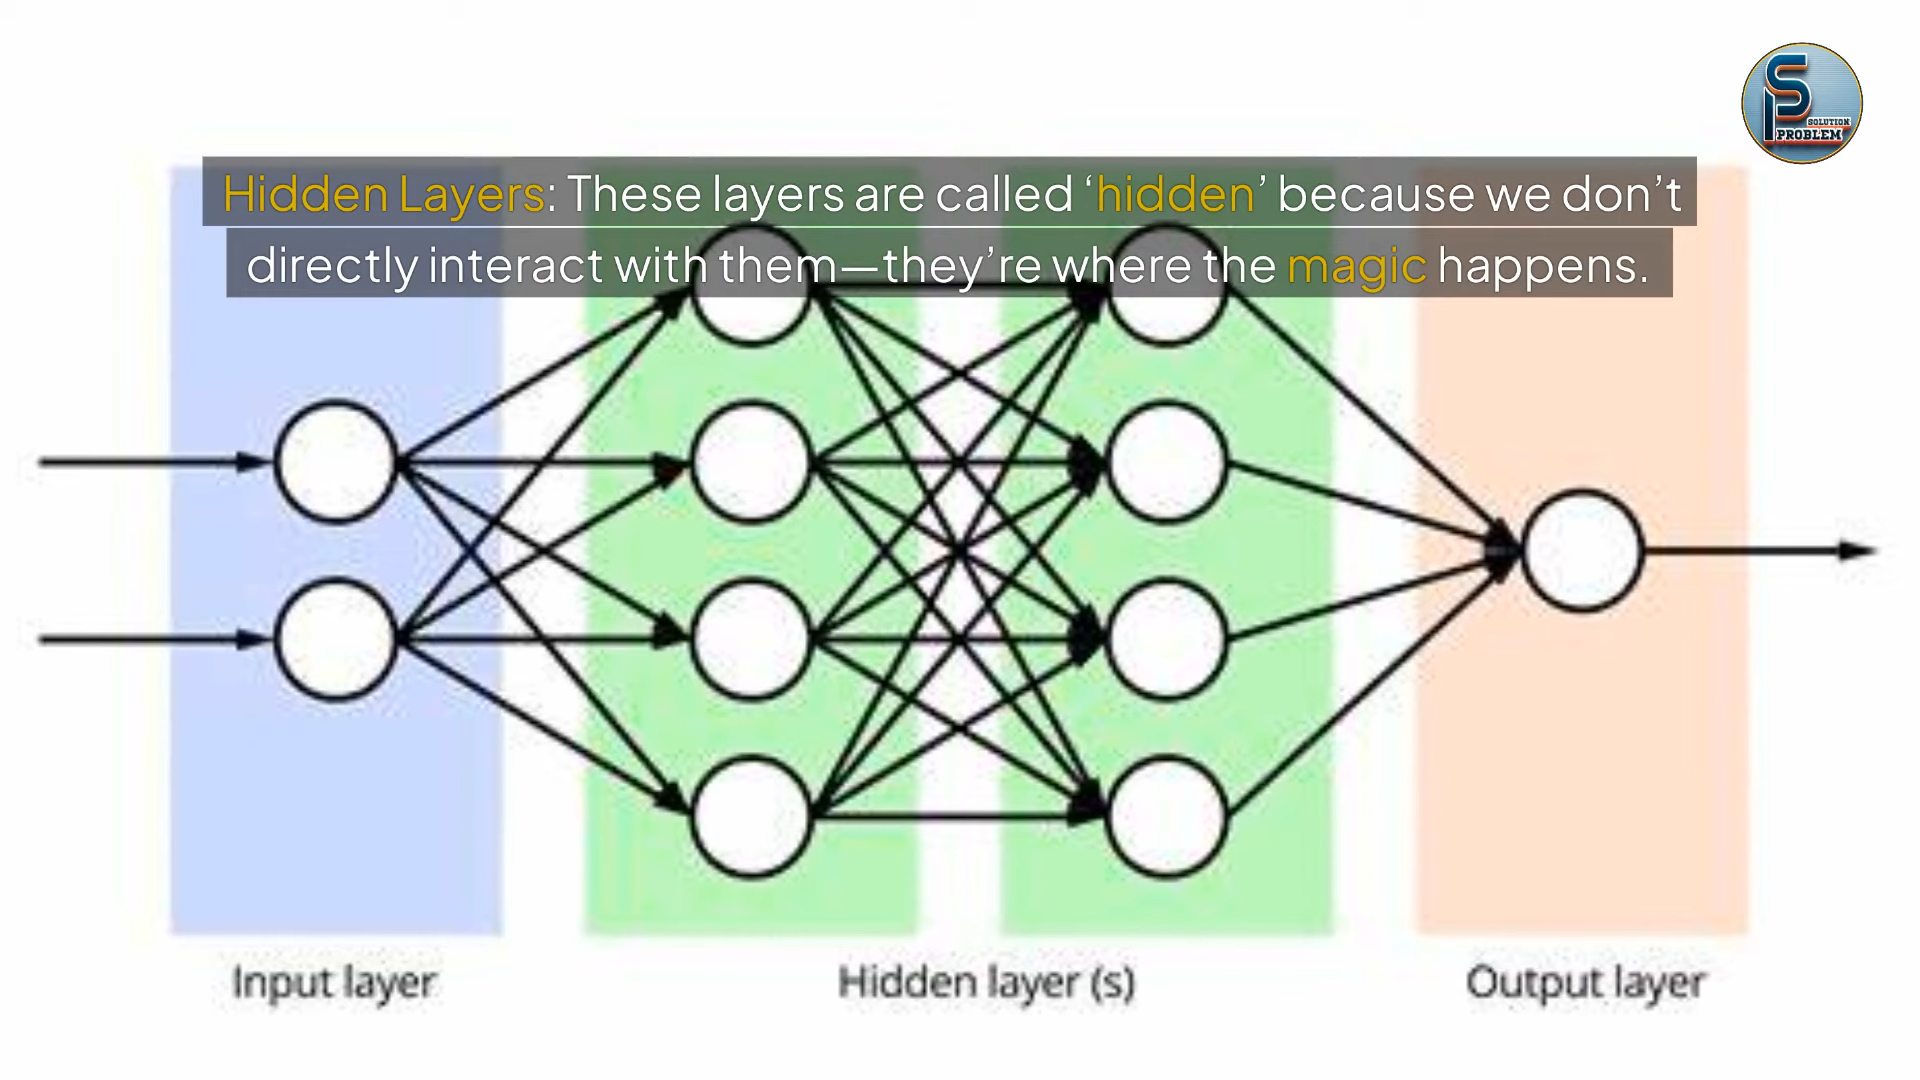 SP
SOLUTION
PROBLEM
Hidden Layers: These layers are called ‘hidden’ because we don’t
directly interact with them—they’re where the magic happens.
Input layer
Hidden layer (s)
Output layer